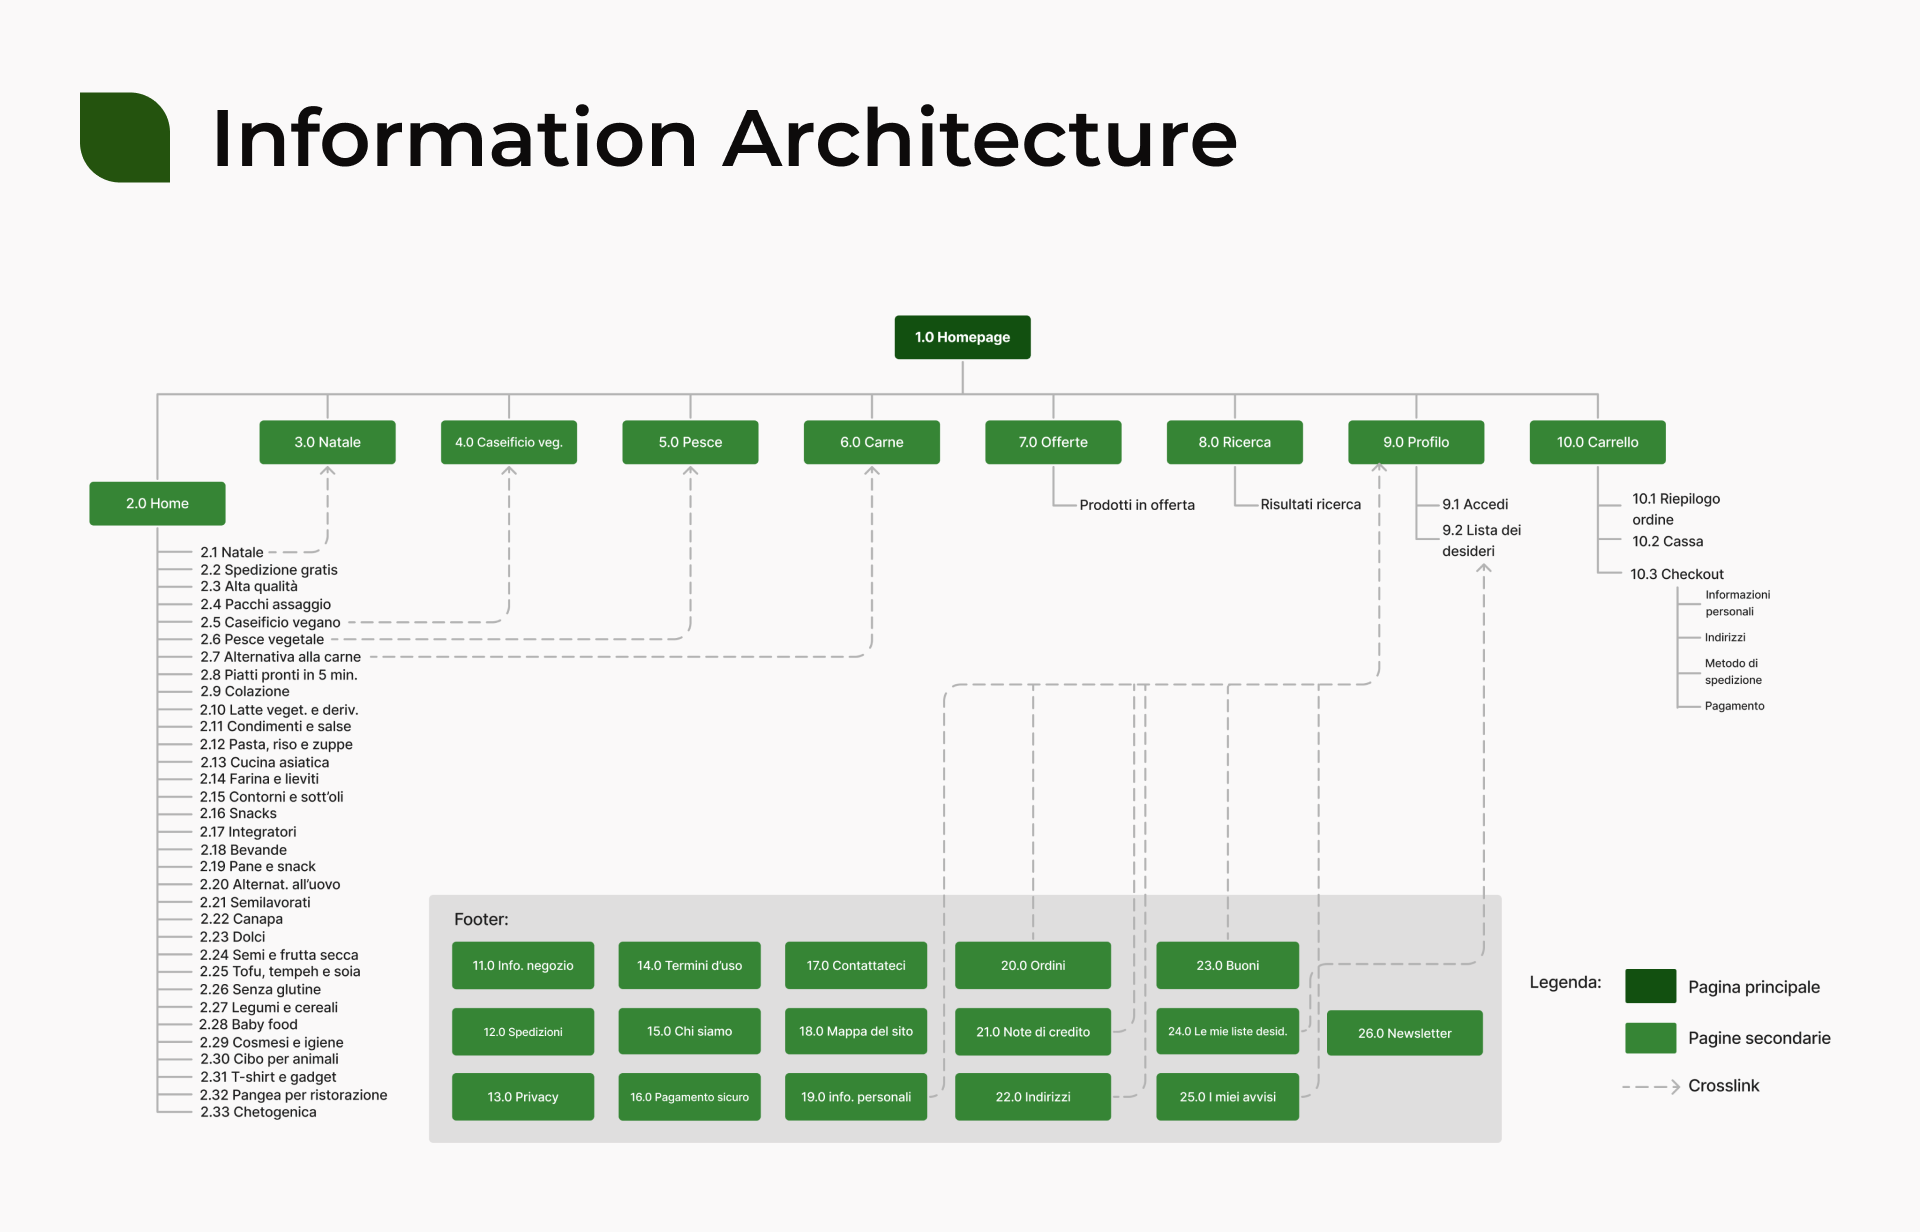 Information Architecture
1.0 Homepage
2.0 Home
3.0 Natale
4.0 Caseificio veg.
5.0 Pesce
6.0 Carne
7.0 Offerte
8.0 Ricerca
9.0 Profilo
10.0 Carrello
2.1 Natale
2.2 Spedizione gratis
2.3 Alta qualità
2.4 Pacchi assaggio
2.5 Caseificio vegano
2.6 Pesce vegetale
2.7 Alternativa alla carne
2.8 Piatti pronti in 5 min.
2.9 Colazione
2.10 Latte veget. e deriv.
2.11 Condimenti e salse
2.12 Pasta, riso e zuppe
2.13 Cucina asiatica
2.14 Farina e lieviti
2.15 Contorni e sott'oli
2.16 Snacks
2.17 Integratori
2.18 Bevande
2.19 Pane e snack
2.20 Alternat. all'uovo
2.21 Semilavorati
2.22 Canapa
2.23 Dolci
2.24 Semi e frutta secca
2.25 Tofu, tempeh e soia
2.26 Senza glutine
2.27 Legumi e cereali
2.28 Baby food
2.29 Cosmesi e igiene
2.30 Cibo per animali
2.31 T-shirt e gadget
2.32 Pangea per ristorazione
2.33 Chetogenica
Prodotti in offerta
Risultati ricerca
9.1 Accedi
9.2 Lista dei
desideri
10.1 Riepilogo
ordine
10.2 Cassa
10.3 Checkout
Informazioni
personali
Indirizzi
Metodo di
spedizione
Pagamento
Footer:
11.0 Info. negozio
12.0 Spedizioni
13.0 Privacy
14.0 Termini d'uso
15.0 Chi siamo
16.0 Pagamento sicuro
17.0 Contattateci
18.0 Mappa del sito
19.0 info. personali
20.0 Ordini
21.0 Note di credito
22.0 Indirizzi
23.0 Buoni
24.0 Le mie liste desid.
25.0 I miei avvisi
26.0 Newsletter
Legenda:
Pagina principale
Pagine secondarie
Crosslink